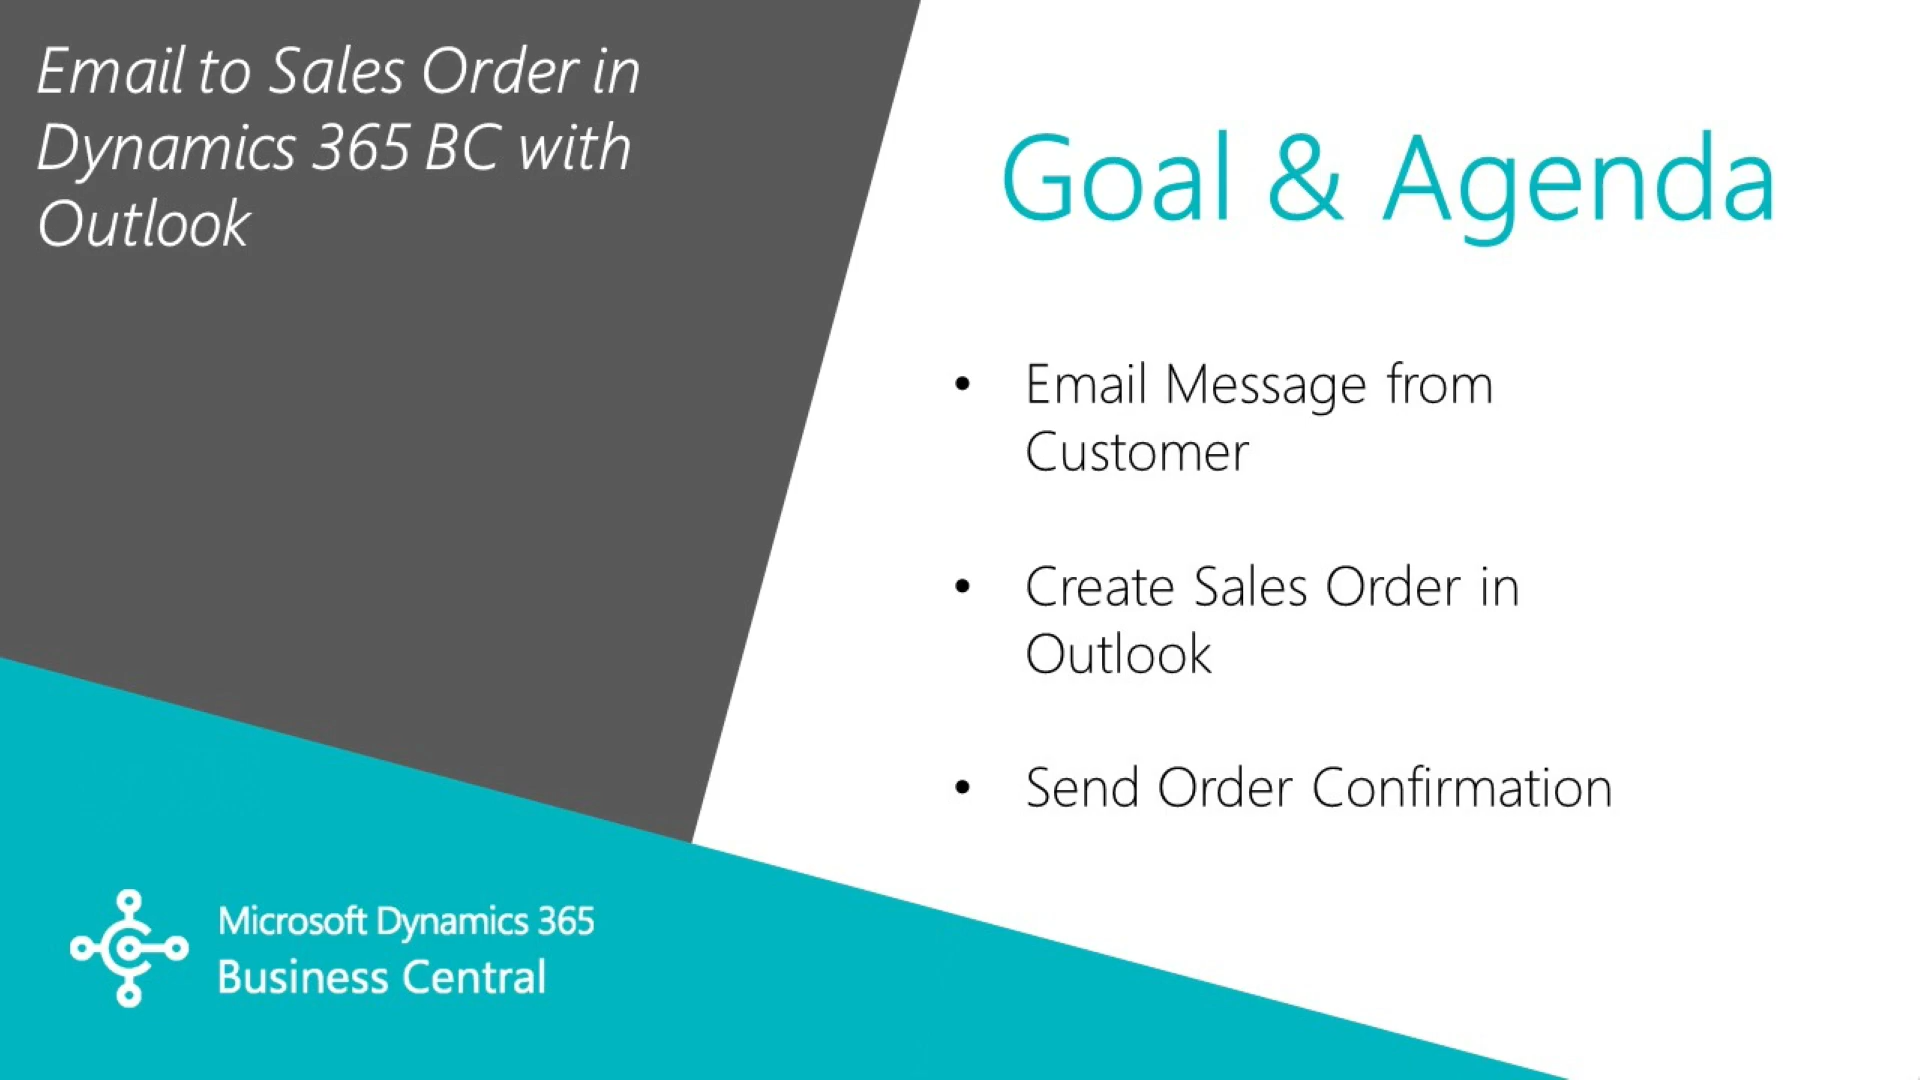 Email to Sales Order in
Dynamics 365 BC with
Outlook
Goal & Agenda
• Email Message from
Customer
• Create Sales Order in
Outlook
• Send Order Confirmation
Microsoft Dynamics 365
Business Central